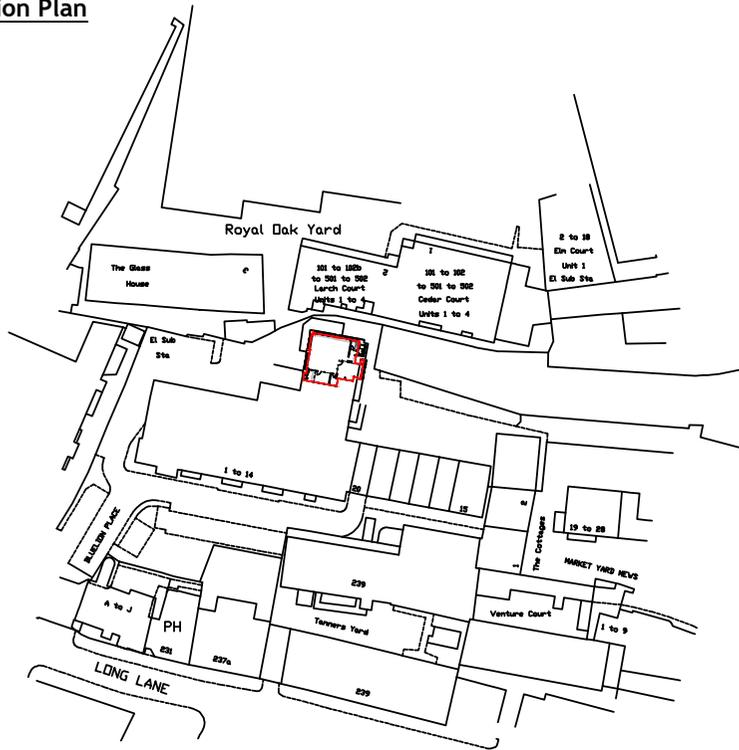 ion Plan
Royal Oak Yard
2 to 18
Elm Court
Unit 1
El Sub Sta
1
2
The Glass
House
101 to 102b
to 501 to 502
Larch Court
Units 1 to 4
101 to 102
to 501 to 502
Cedar Court
Units 1 to 4
El Sub
Sta
1 to 14
20
15
19 to 28
The Cottages
1
MARKET YARD MEWS
BLUELION PLACE
239
A to J
PH
231
237a
Tanners Yard
Venture Court
1 to 9
LONG LANE
239